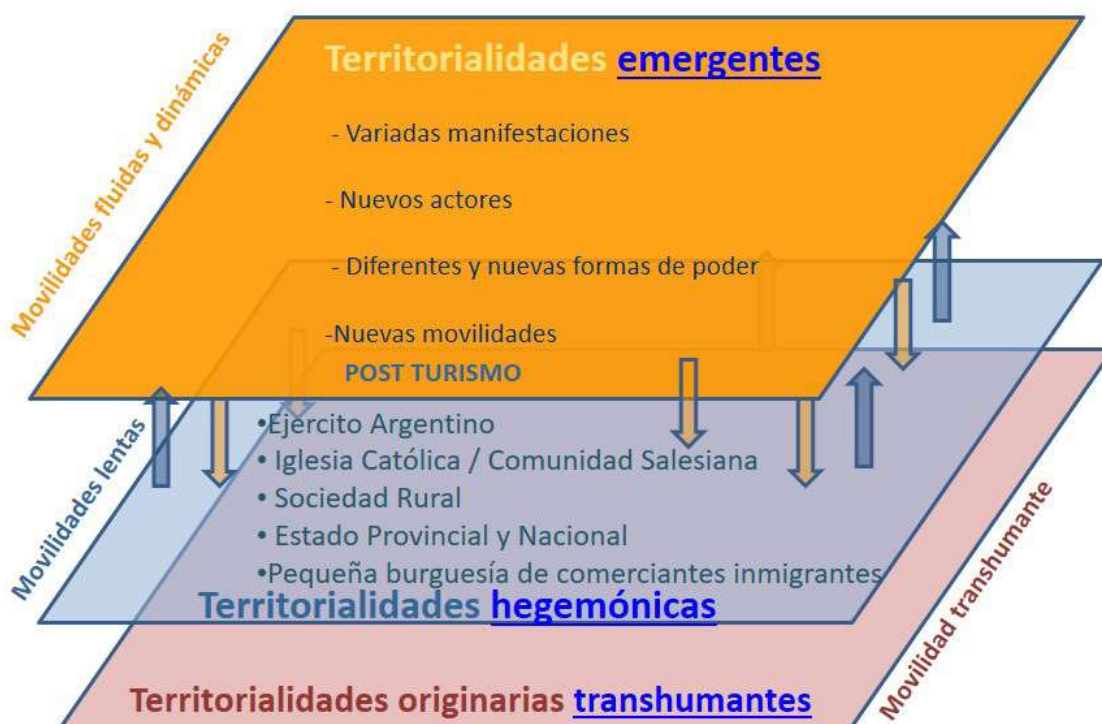 Territorialidades emergentes
- Variadas manifestaciones
- Nuevos actores
- Diferentes y nuevas formas de poder
-Nuevas movilidades
POST TURISMO
Movilidades fluidas y dinámicas
•Ejercito Argentino
• Iglesia Católica / Comunidad Salesiana
• Sociedad Rural
• Estado Provincial y Nacional
•Pequeña burguesía de comerciantes inmigrantes
Territorialidades hegemónicas
Movilidades lentas
Territorialidades originarias transhumantes
Movilidad transhumante